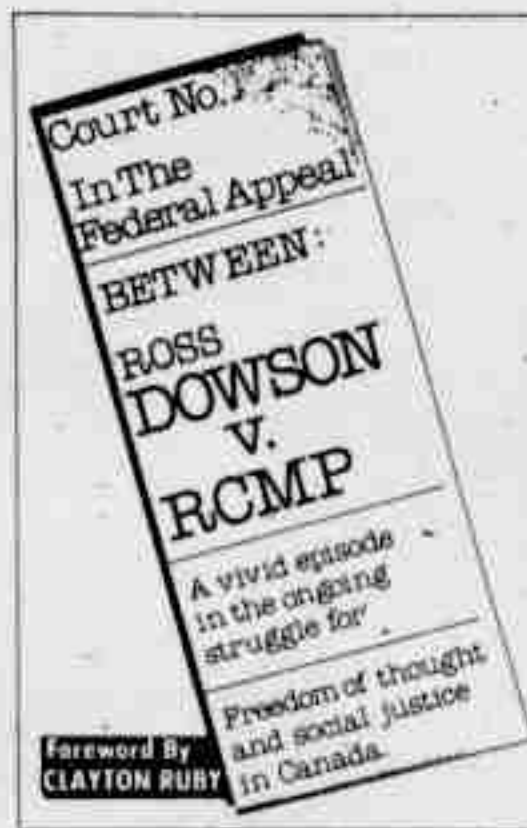 Court No.
In The
Federal Appeal
BETWEEN:
ROSS
DOWSON
v.
RCMP
A vivid episode
in the ongoing
struggle for
Freedom of thought
and social justice
in Canada
Foreword By
CLAYTON RUBY